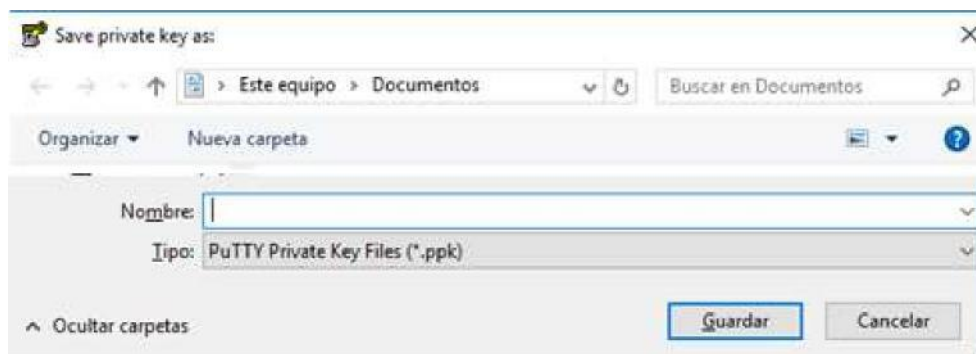 Save private key as:
Este equipo > Documentos
Buscar en Documentos
Organizar
Nueva carpeta
Nombre:
Tipo: PuTTY Private Key Files (*.ppk)
Ocultar carpetas
Guardar
Cancelar